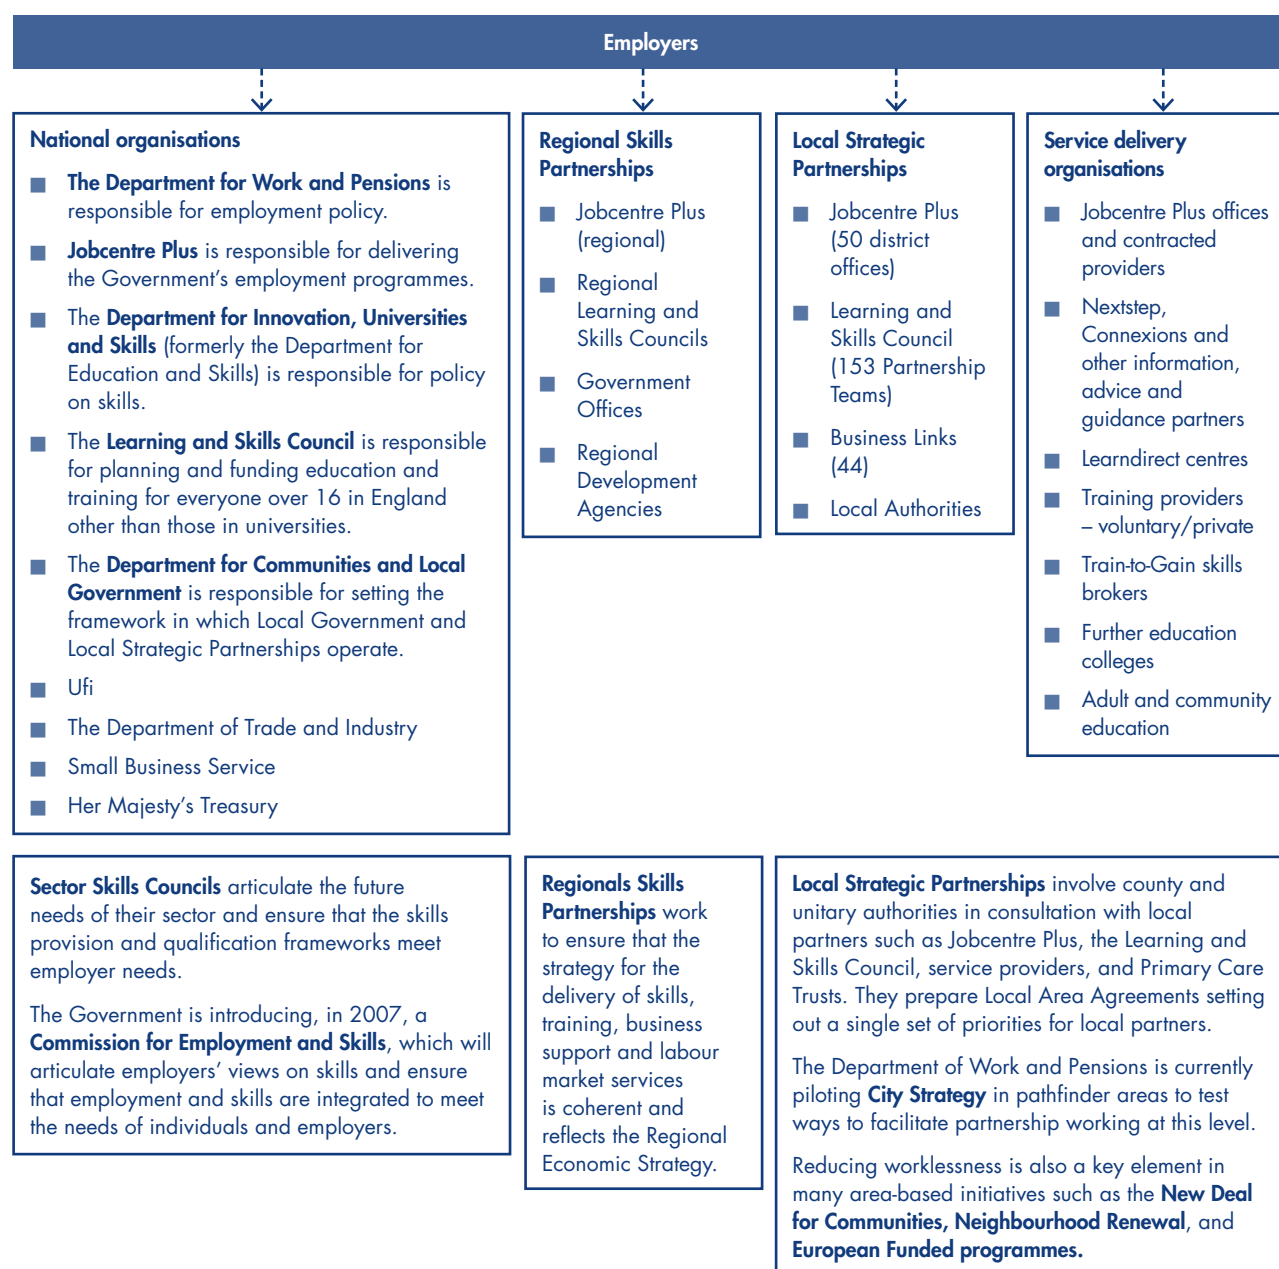 Employers
National organisations
■ The Department for Work and Pensions is
responsible for employment policy.
■ Jobcentre Plus is responsible for delivering
the Government’s employment programmes.
■ The Department for Innovation, Universities
and Skills (formerly the Department for
Education and Skills) is responsible for policy
on skills.
■ The Learning and Skills Council is responsible
for planning and funding education and
training for everyone over 16 in England
other than those in universities.
■ The Department for Communities and Local
Government is responsible for setting the
framework in which Local Government and
Local Strategic Partnerships operate.
■ Ufi
■ The Department of Trade and Industry
■ Small Business Service
■ Her Majesty’s Treasury
Regional Skills
Partnerships
■ Jobcentre Plus
(regional)
■ Regional
Learning and
Skills Councils
■ Government
Offices
■ Regional
Development
Agencies
Local Strategic
Partnerships
■ Jobcentre Plus
(50 district
offices)
■ Learning and
Skills Council
(153 Partnership
Teams)
■ Business Links
(44)
■ Local Authorities
Service delivery
organisations
■ Jobcentre Plus offices
and contracted
providers
■ Nextstep,
Connexions and
other information,
advice and
guidance partners
■ Learndirect centres
■ Training providers
– voluntary/private
■ Train-to-Gain skills
brokers
■ Further education
colleges
■ Adult and community
education
Sector Skills Councils articulate the future
needs of their sector and ensure that the skills
provision and qualification frameworks meet
employer needs.
The Government is introducing, in 2007, a
Commission for Employment and Skills, which will
articulate employers’ views on skills and ensure
that employment and skills are integrated to meet
the needs of individuals and employers.
Regionals Skills
Partnerships work
to ensure that the
strategy for the
delivery of skills,
training, business
support and labour
market services
is coherent and
reflects the Regional
Economic Strategy.
Local Strategic Partnerships involve county and
unitary authorities in consultation with local
partners such as Jobcentre Plus, the Learning and
Skills Council, service providers, and Primary Care
Trusts. They prepare Local Area Agreements setting
out a single set of priorities for local partners.
The Department of Work and Pensions is currently
piloting City Strategy in pathfinder areas to test
ways to facilitate partnership working at this level.
Reducing worklessness is also a key element in
many area-based initiatives such as the New Deal
for Communities, Neighbourhood Renewal, and
European Funded programmes.